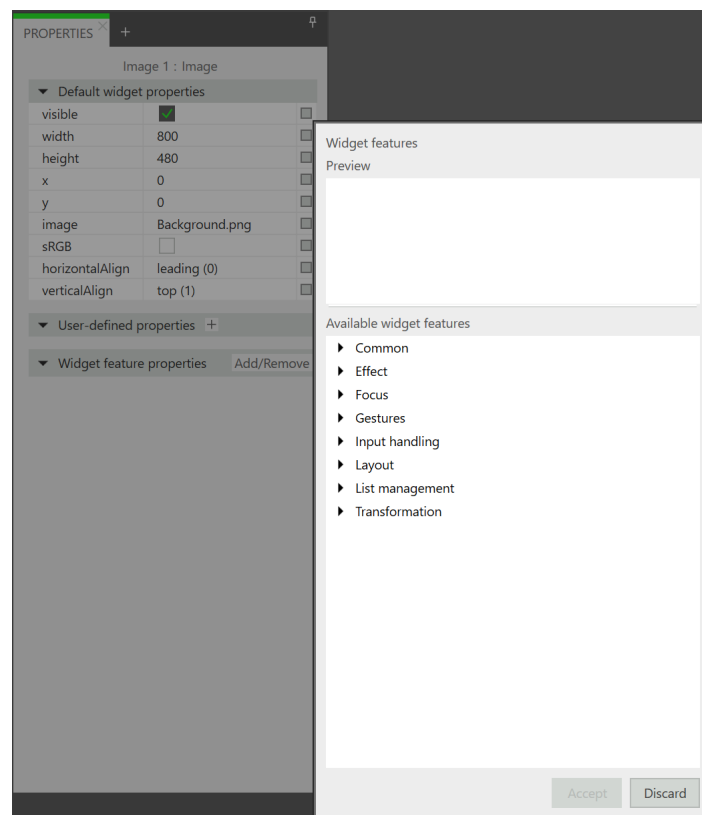 PROPERTIES
Image 1 : Image
Default widget properties
visible
width 800
height 480
x 0
y 0
image Background.png
sRGB
horizontalAlign leading (0)
verticalAlign top (1)
User-defined properties +
Widget feature properties Add/Remove
Widget features
Preview
Available widget features
Common
Effect
Focus
Gestures
Input handling
Layout
List management
Transformation
Accept Discard